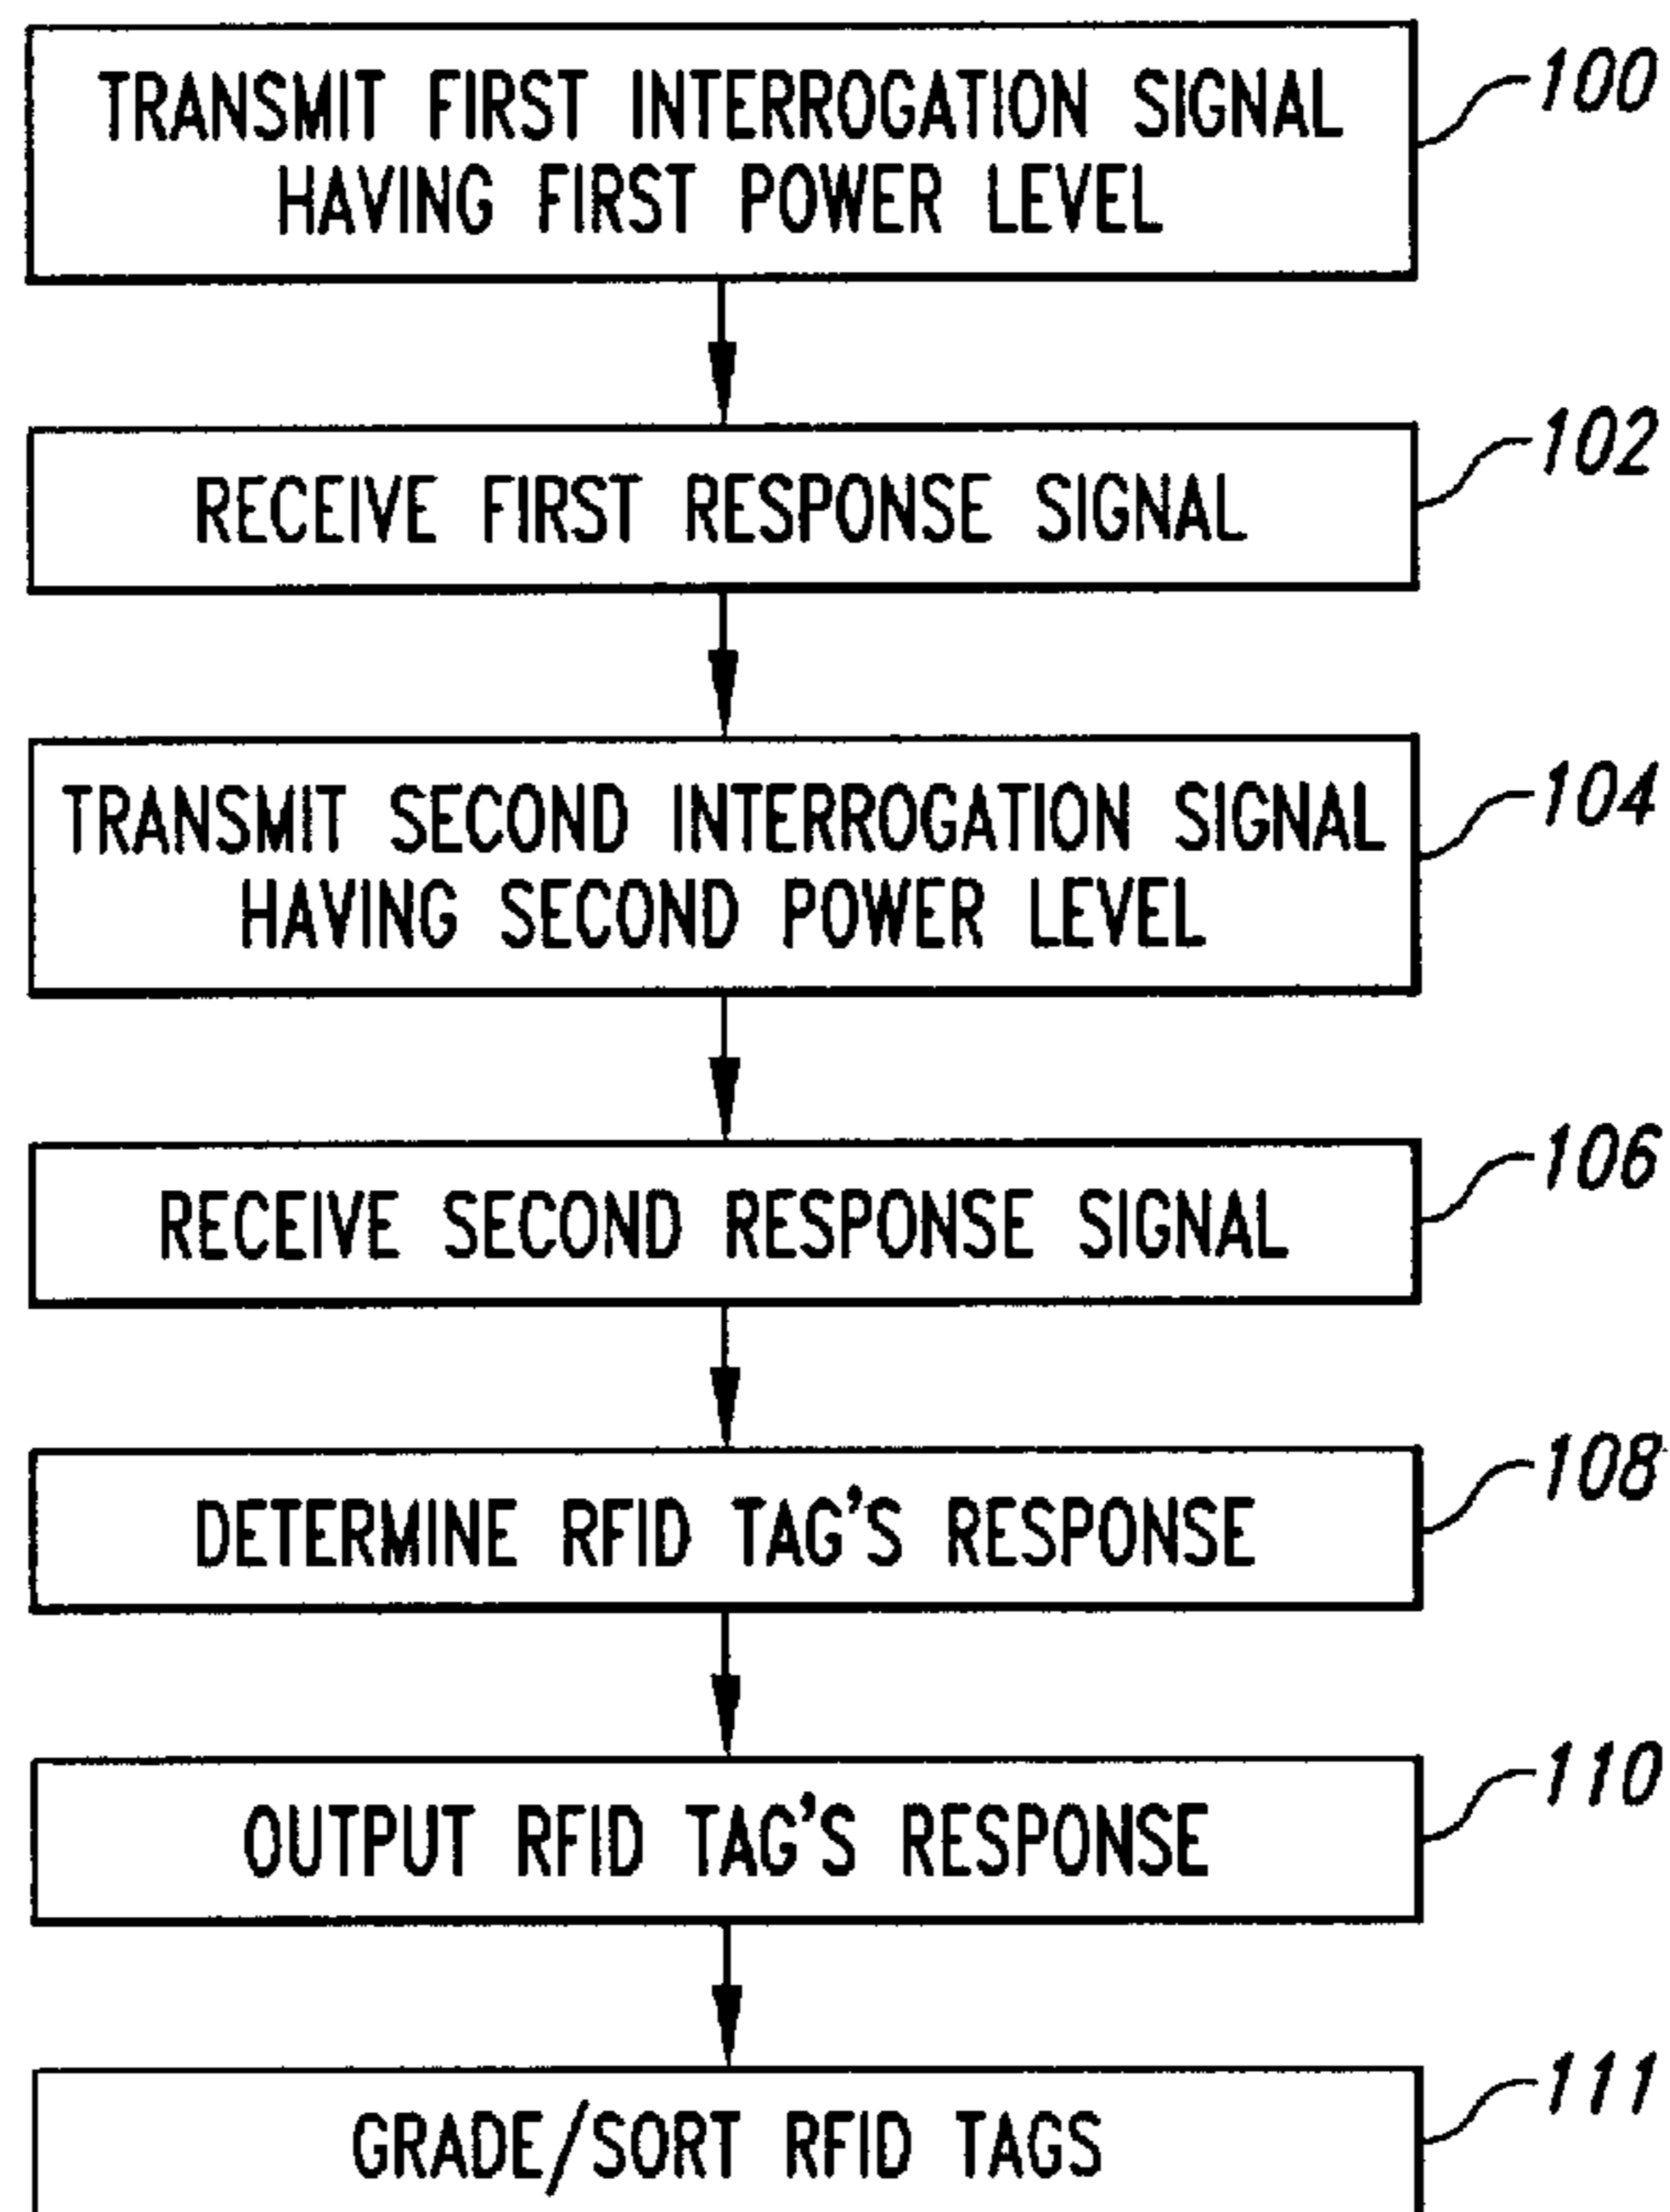 TRANSMIT FIRST INTERROGATION SIGNAL
HAVING FIRST POWER LEVEL
100
RECEIVE FIRST RESPONSE SIGNAL
102
TRANSMIT SECOND INTERROGATION SIGNAL
HAVING SECOND POWER LEVEL
104
RECEIVE SECOND RESPONSE SIGNAL
106
DETERMINE RFID TAG'S RESPONSE
108
OUTPUT RFID TAG'S RESPONSE
110
GRADE/SORT RFID TAGS
111